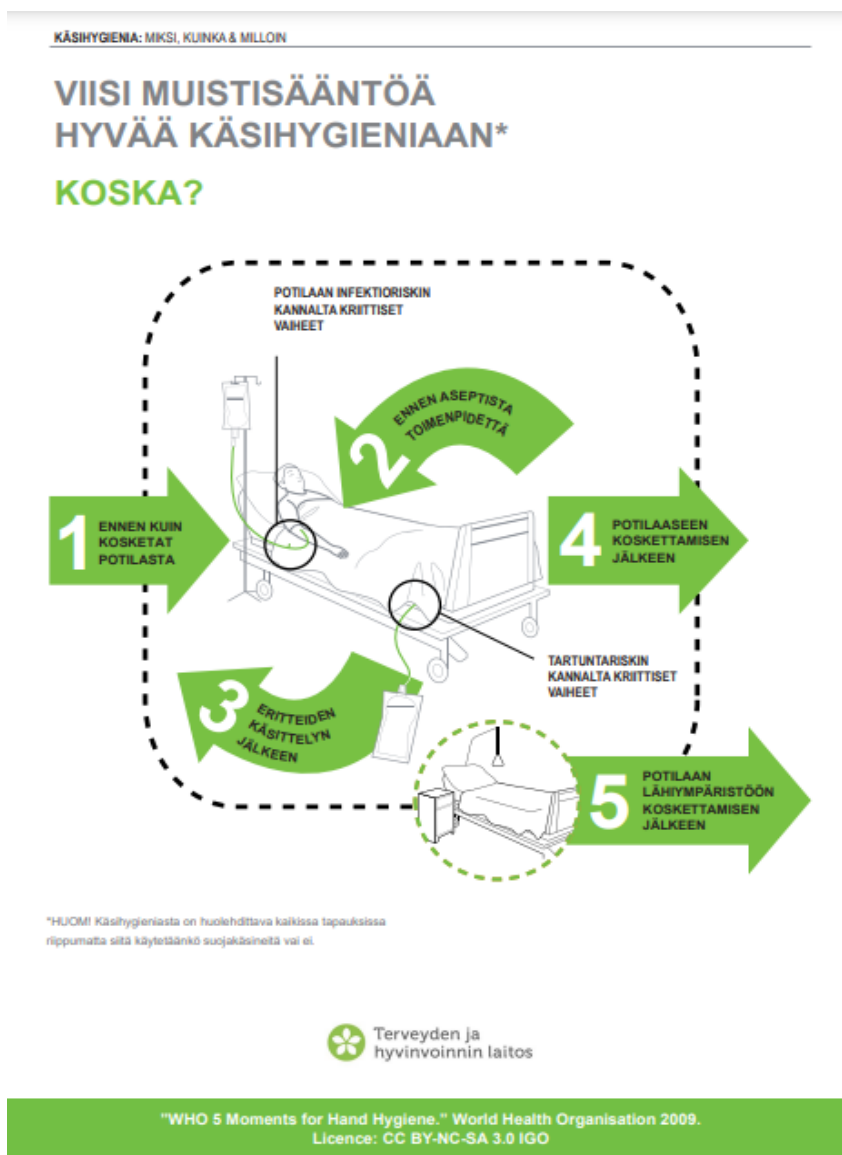 KÄSIHYGIENIA: MIKSI, KUINKA & MILLOIN
VIISI MUISTISÄÄNTÖÄ
HYVÄÄ KÄSIHYGIENIAAN*
KOSKA?
POTILAAN INFEKTIORISKIN
KANNALTA KRIITTISET
VAIHEET
2
ENNEN ASEPTISTA
TOIMENPIDETTÄ
1
ENNEN KUIN
KOSKETAT
POTILASTA
4
POTILAASEEN
KOSKETTAMISEN
JÄLKEEN
TARTUNTARISKIN
KANNALTA KRIITTISET
VAIHEET
3
ERITTEIDEN
KÄSITTELYN
JÄLKEEN
5
POTILAAN
LÄHIYMPÄRISTÖÖN
KOSKETTAMISEN
JÄLKEEN
*HUOM! Käsihygieniasta on huolehdittava kaikissa tapauksissa
riippumatta siitä käytetäänkö suojakäsineitä vai ei.
Terveyden ja
hyvinvoinnin laitos
"WHO 5 Moments for Hand Hygiene." World Health Organisation 2009.
Licence: CC BY-NC-SA 3.0 IGO